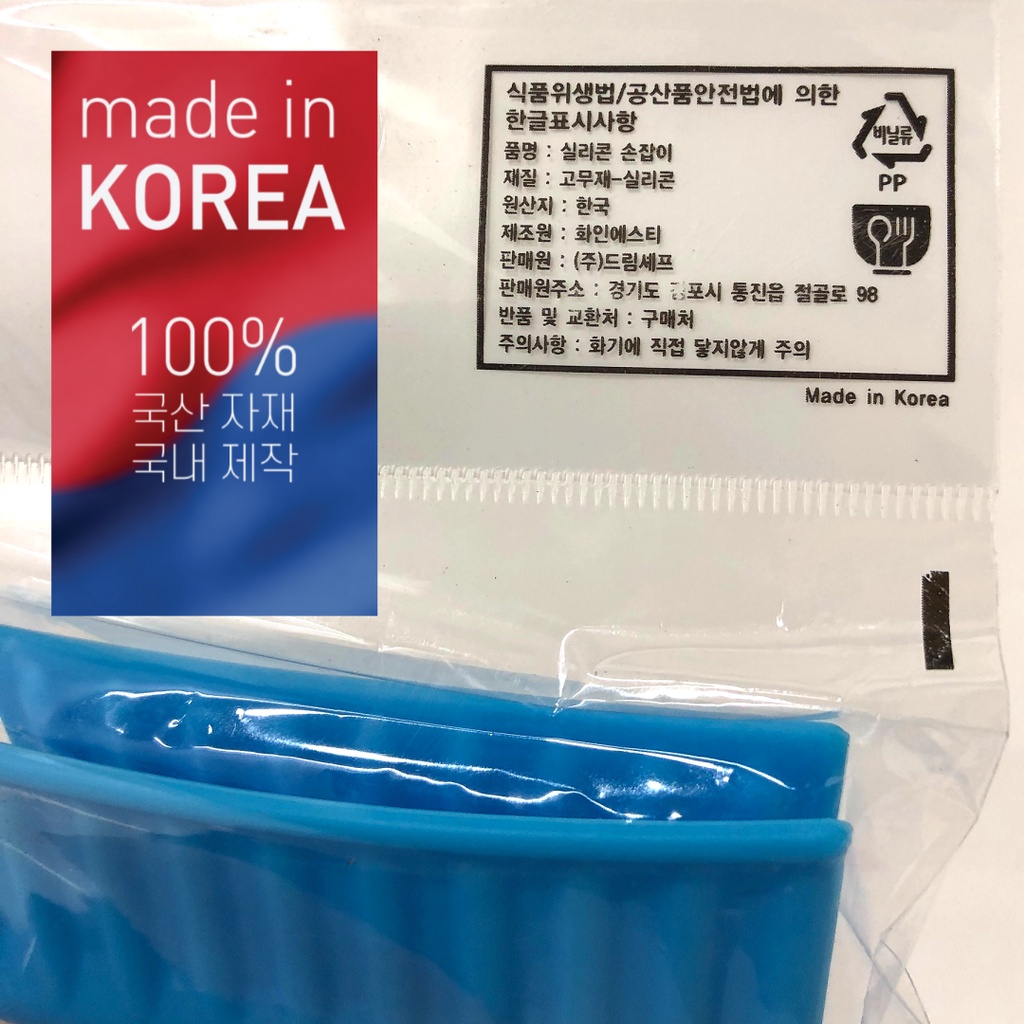 made in
KOREA
100%
국산 자재
국내 제작
식품위생법/공산품안전법에 의한
한글표시사항
품명 : 실리콘 손잡이
재질 : 고무재-실리콘
원산지 : 한국
제조원 : 화인에스티
판매원 : (주)드림셰프
판매원주소 : 경기도 김포시 통진읍 절골로 98
반품 및 교환처 : 구매처
주의사항 : 화기에 직접 닿지않게 주의
비닐류
PP
Made in Korea